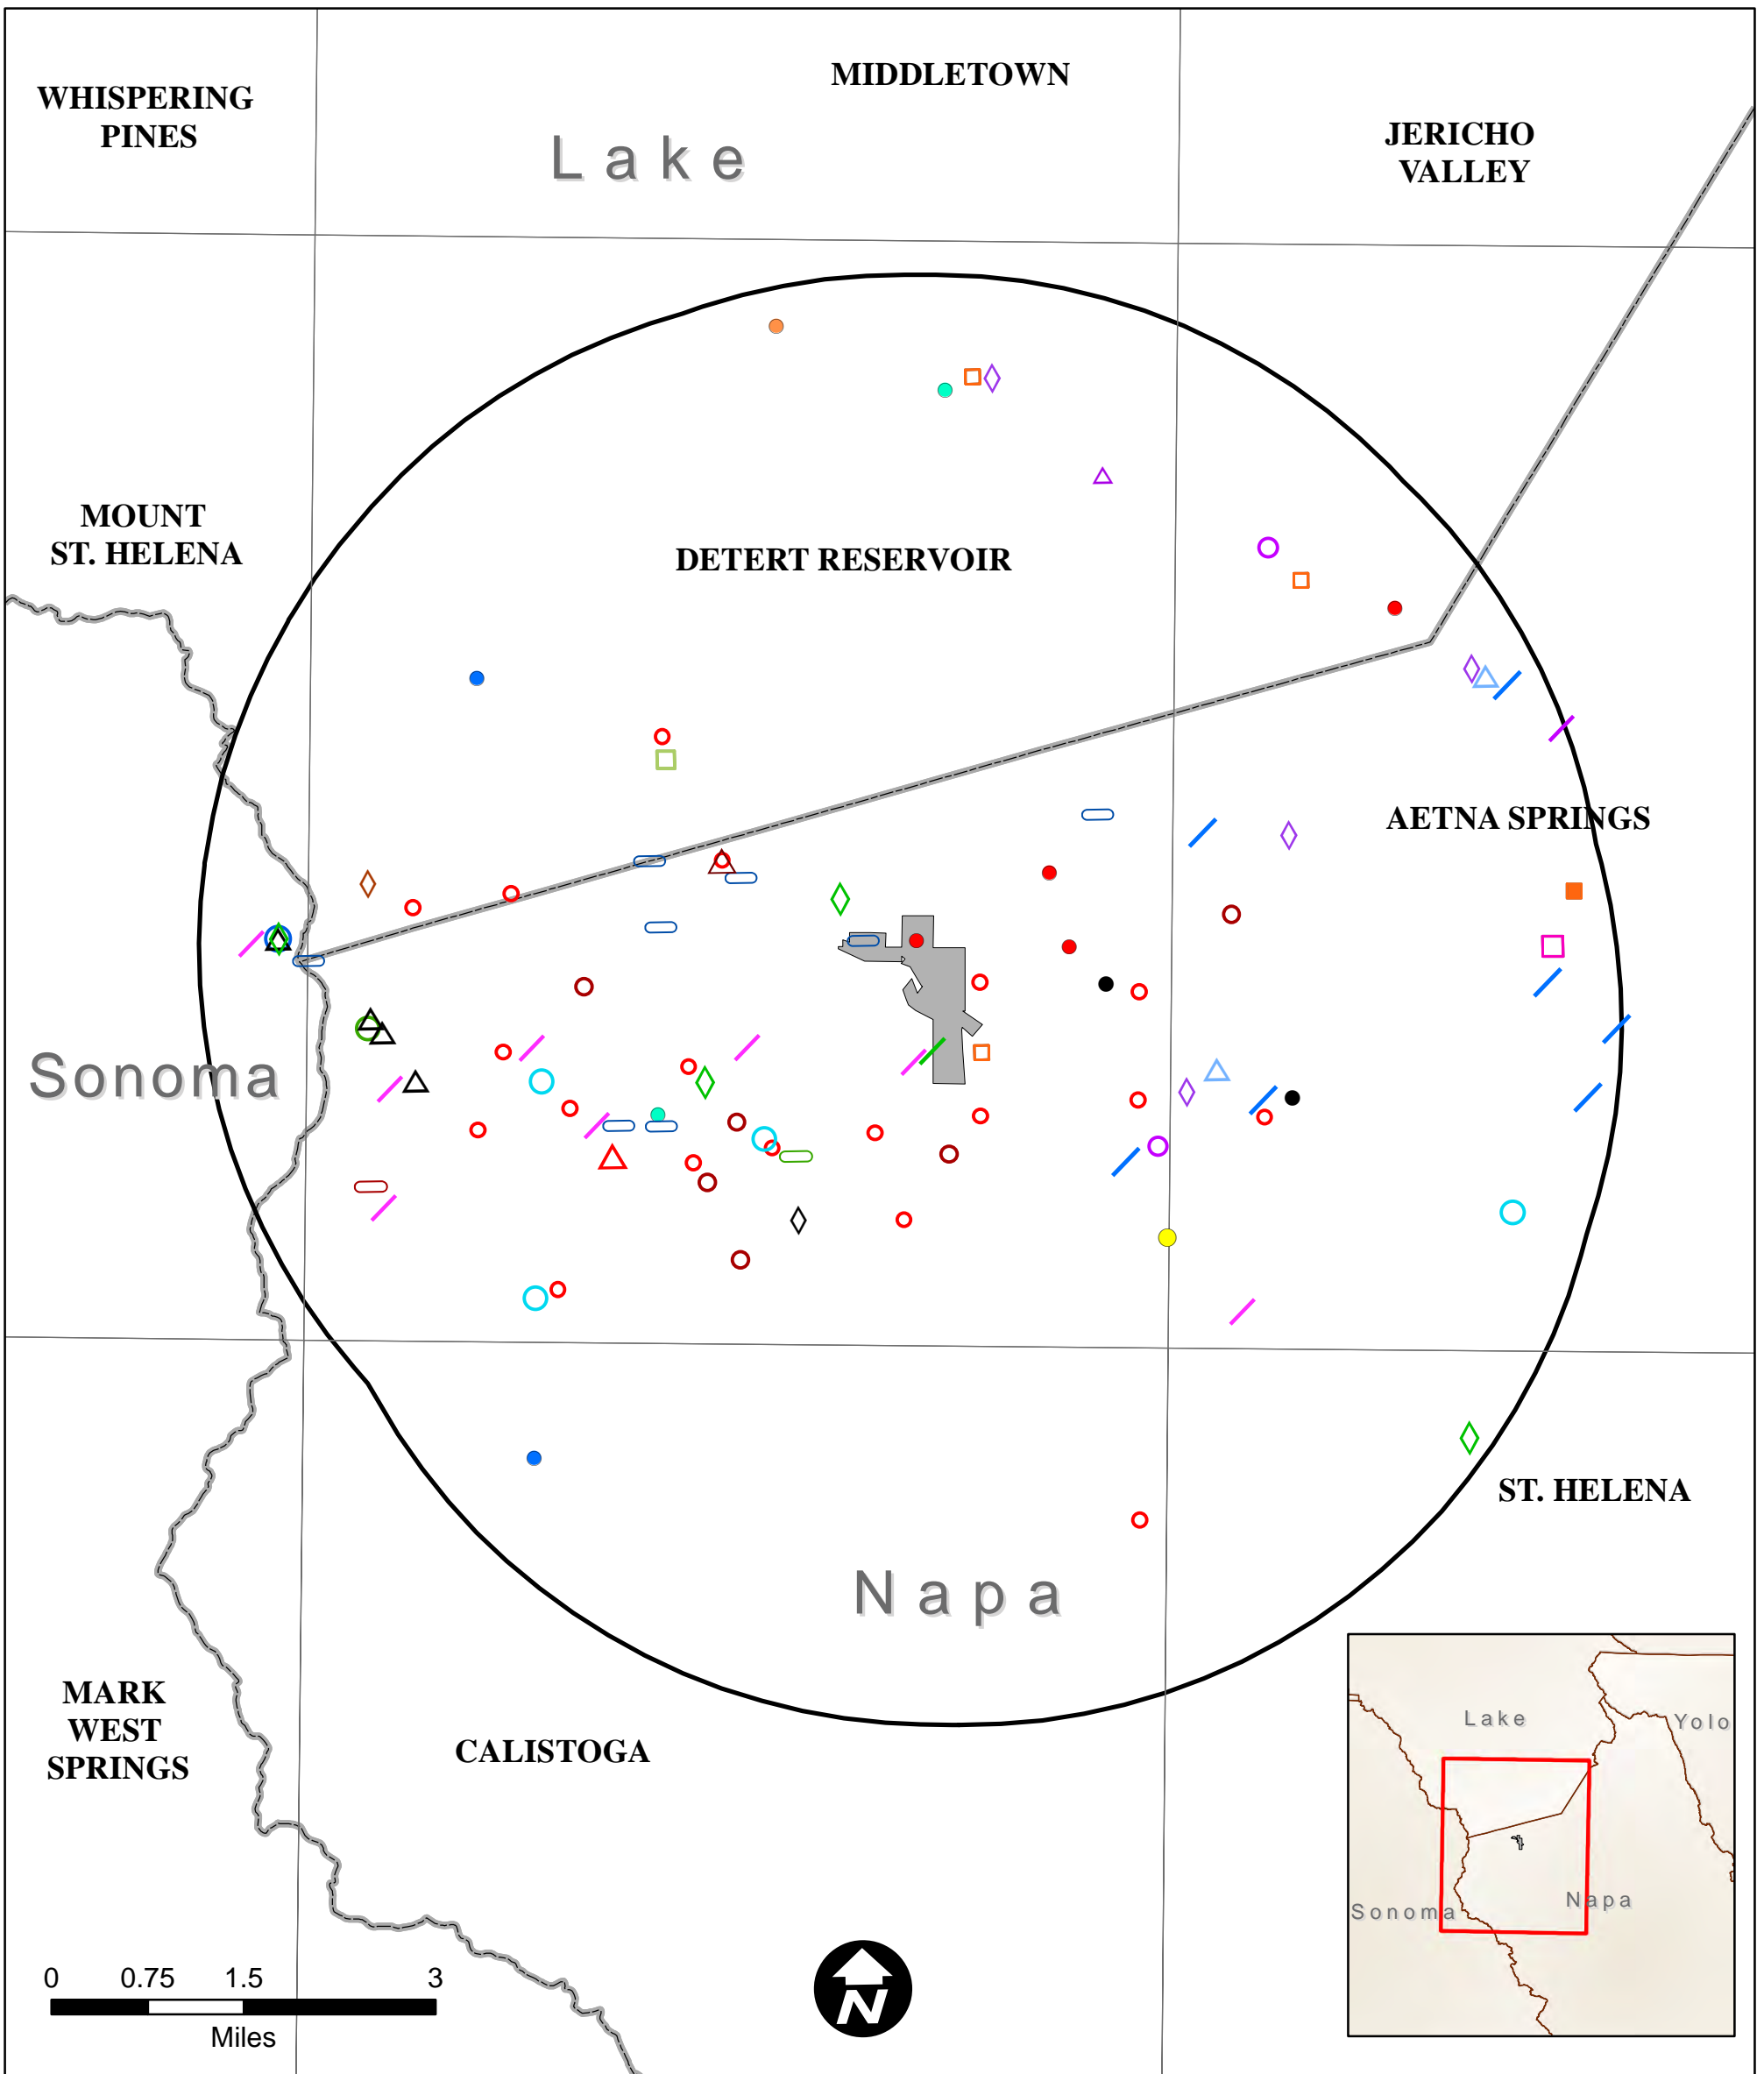 MIDDLETOWN
WHISPERING
PINES
JERICHO
VALLEY
Lake
MOUNT
ST. HELENA
DETERT RESERVOIR
AETNA SPRINGS
Sonoma
ST. HELENA
Napa
MARK
WEST
SPRINGS
CALISTOGA
Lake
Yolo
Napa
Sonoma
0 0.75 1.5 3
Miles
N